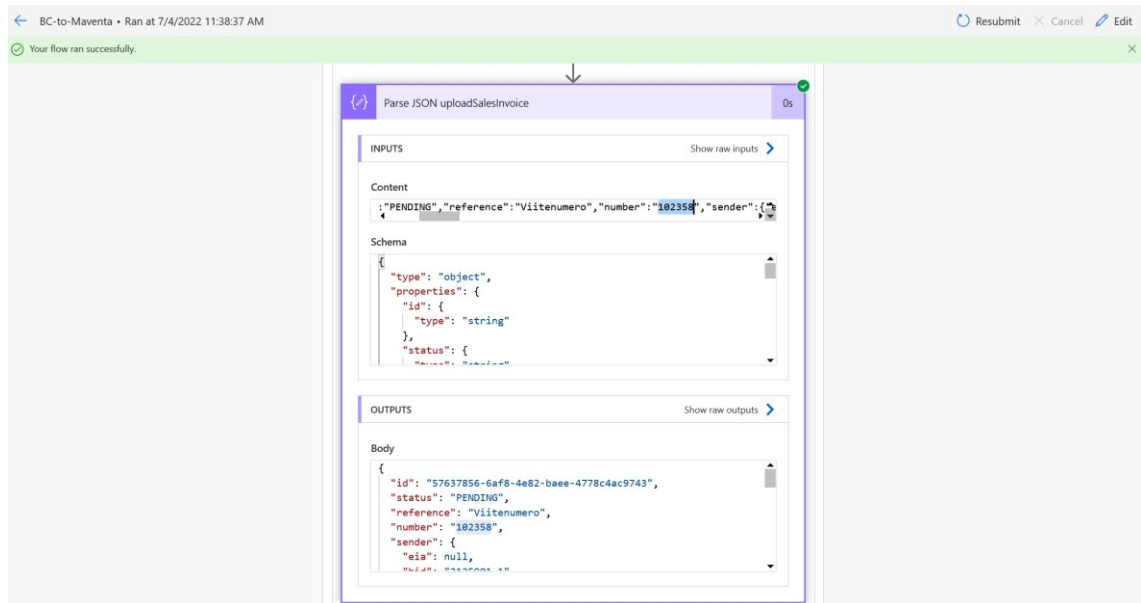 BC-to-Maventa • Ran at 7/4/2022 11:38:37 AM
Resubmit Cancel Edit
Your flow ran successfully.
Parse JSON uploadSalesInvoice 0s
INPUTS Show raw inputs
Content
:"PENDING","reference":"Viitenumero","number":"102358","sender":{
Schema
{
"type": "object",
"properties": {
"id": {
"type": "string"
},
"status": {
"type": "string"
OUTPUTS Show raw outputs
Body
{
"id": "57637856-6af8-4e82-baee-4778c4ac9743",
"status": "PENDING",
"reference": "Viitenumero",
"number": "102358",
"sender": {
"eia": null,